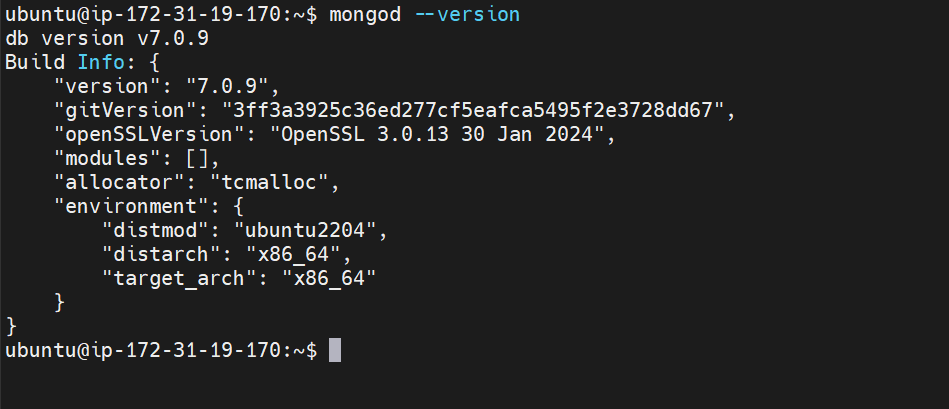 ubuntu@ip-172-31-19-170:~$ mongod --version
db version v7.0.9
Build Info: {
    "version": "7.0.9",
    "gitVersion": "3ff3a3925c36ed277cf5eafca5495f2e3728dd67",
    "openSSLVersion": "OpenSSL 3.0.13 30 Jan 2024",
    "modules": [],
    "allocator": "tcmalloc",
    "environment": {
        "distmod": "ubuntu2204",
        "distarch": "x86_64",
        "target_arch": "x86_64"
    }
}
ubuntu@ip-172-31-19-170:~$